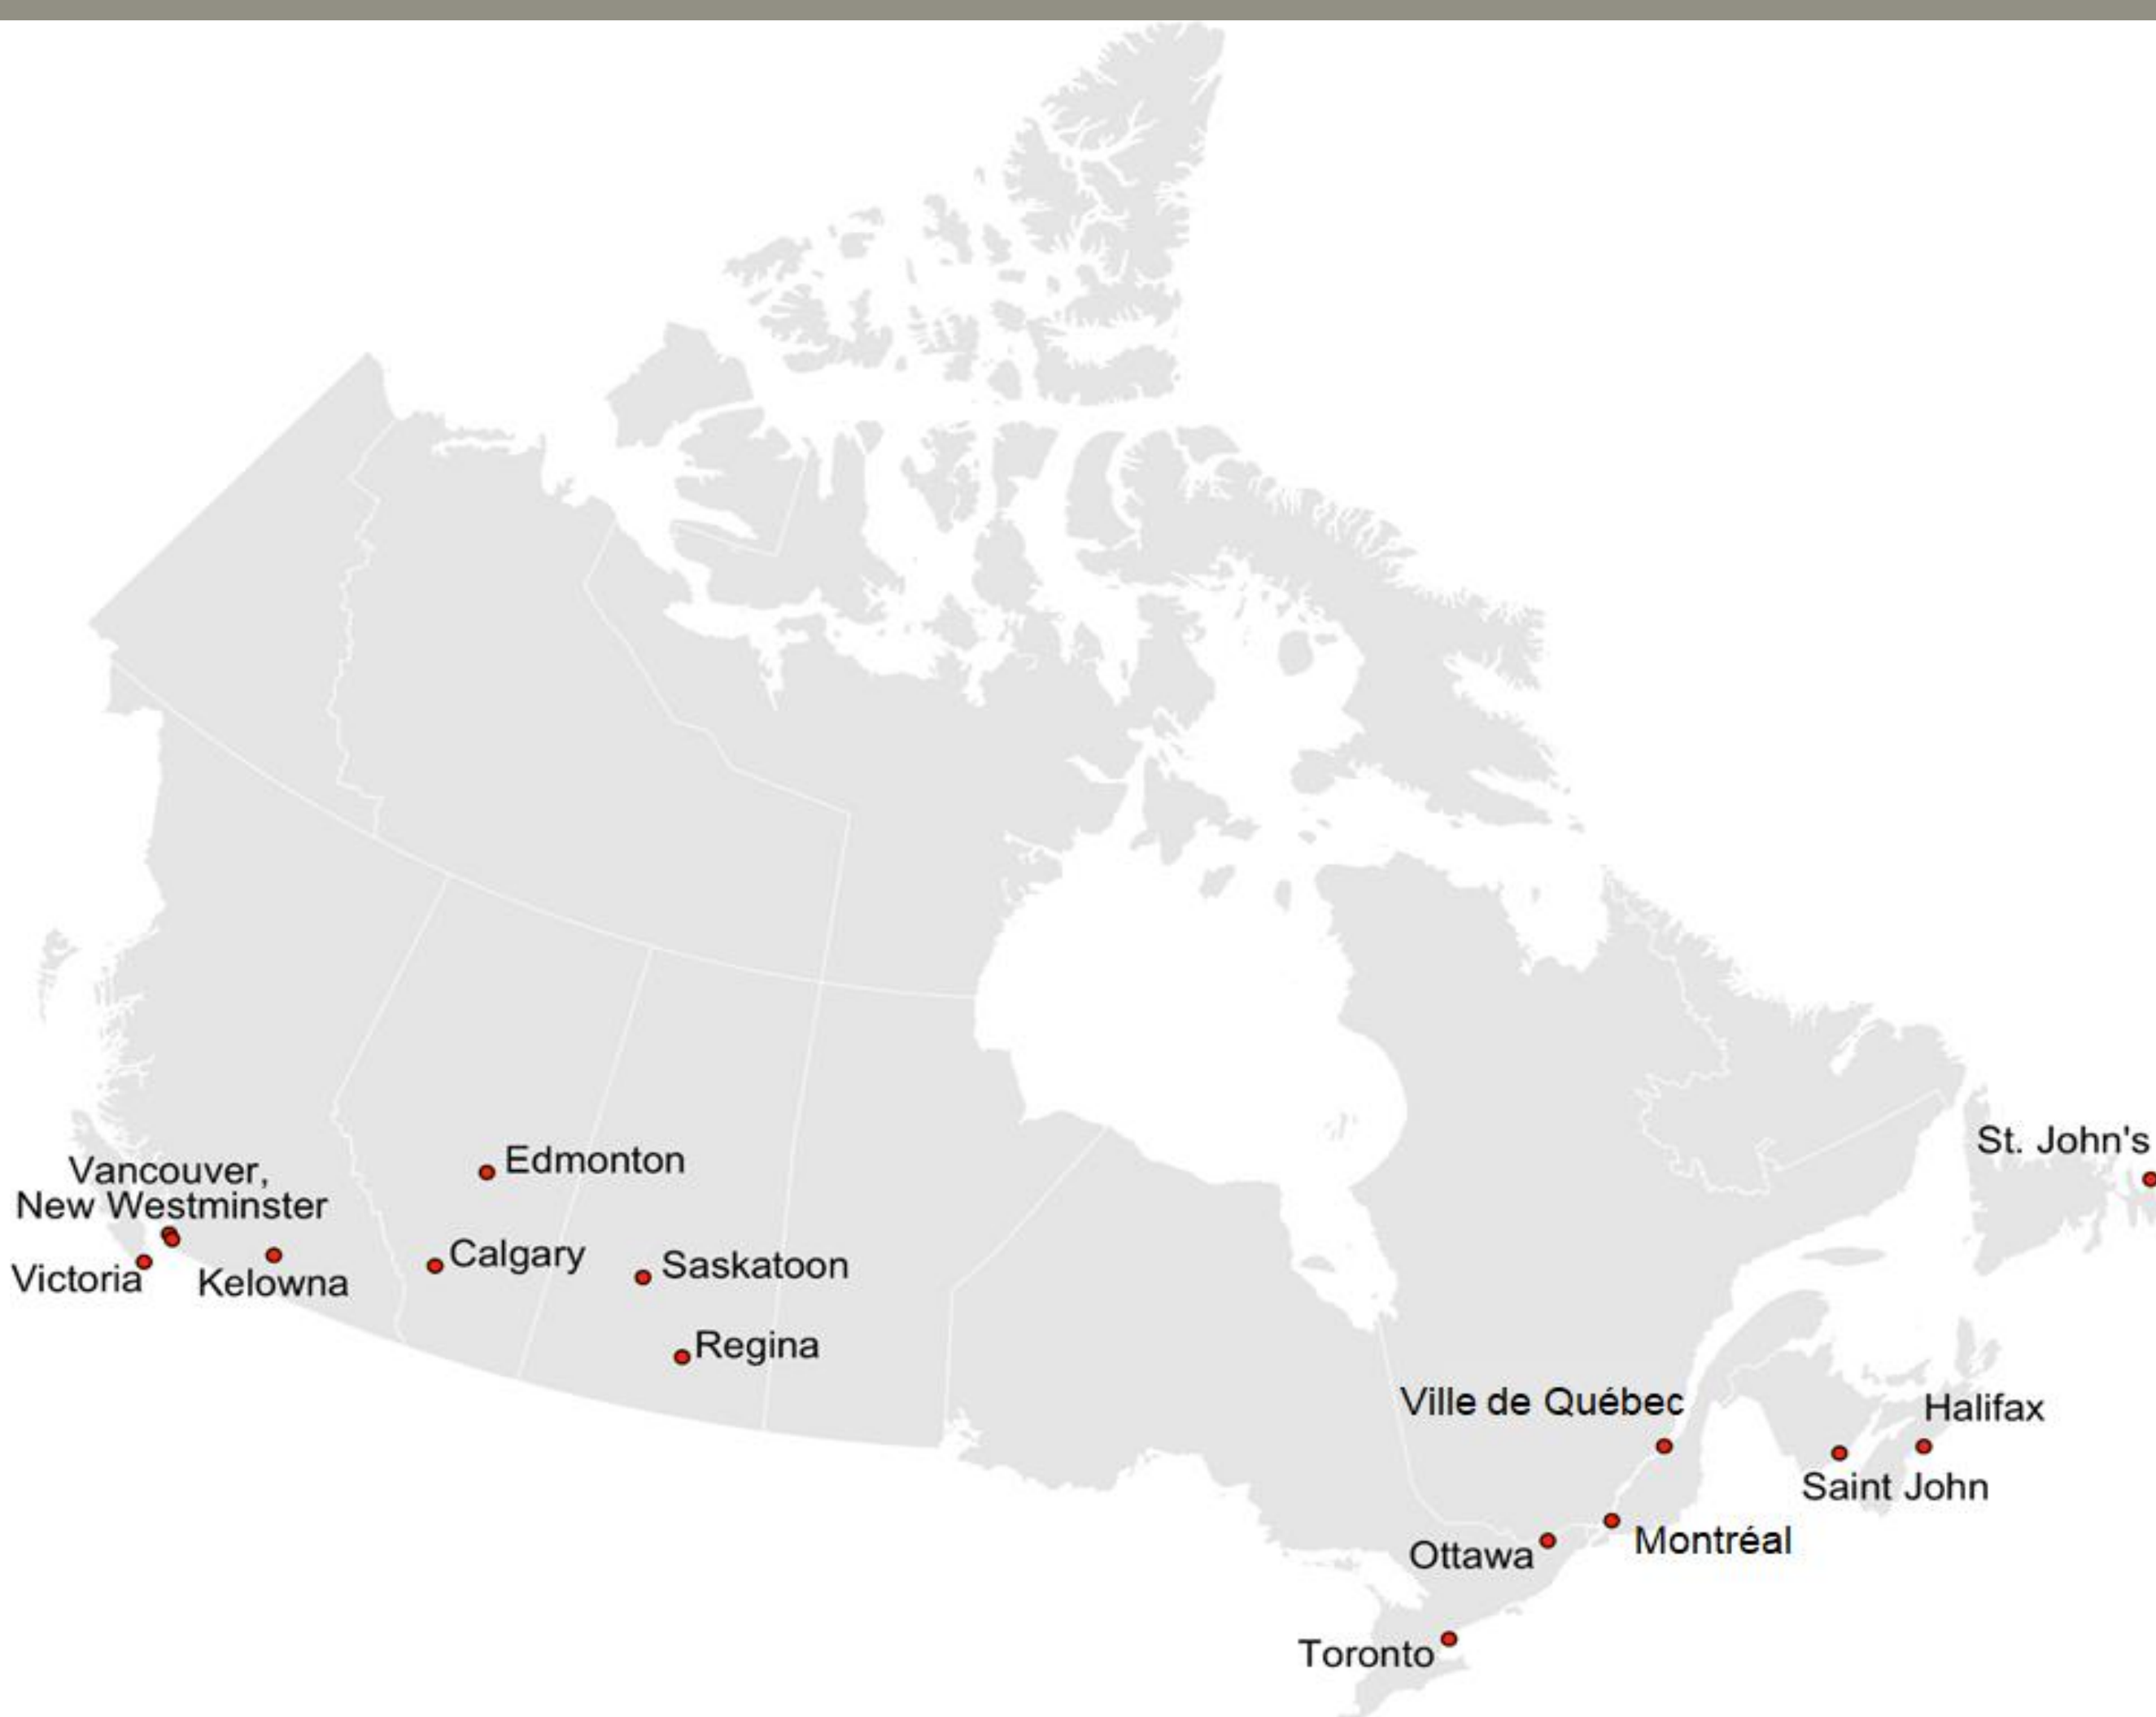 St. John's
Edmonton
Vancouver,
New Westminster
Calgary
Saskatoon
Victoria
Kelowna
Regina
Ville de Québec
Halifax
Saint John
Montréal
Ottawa
Toronto